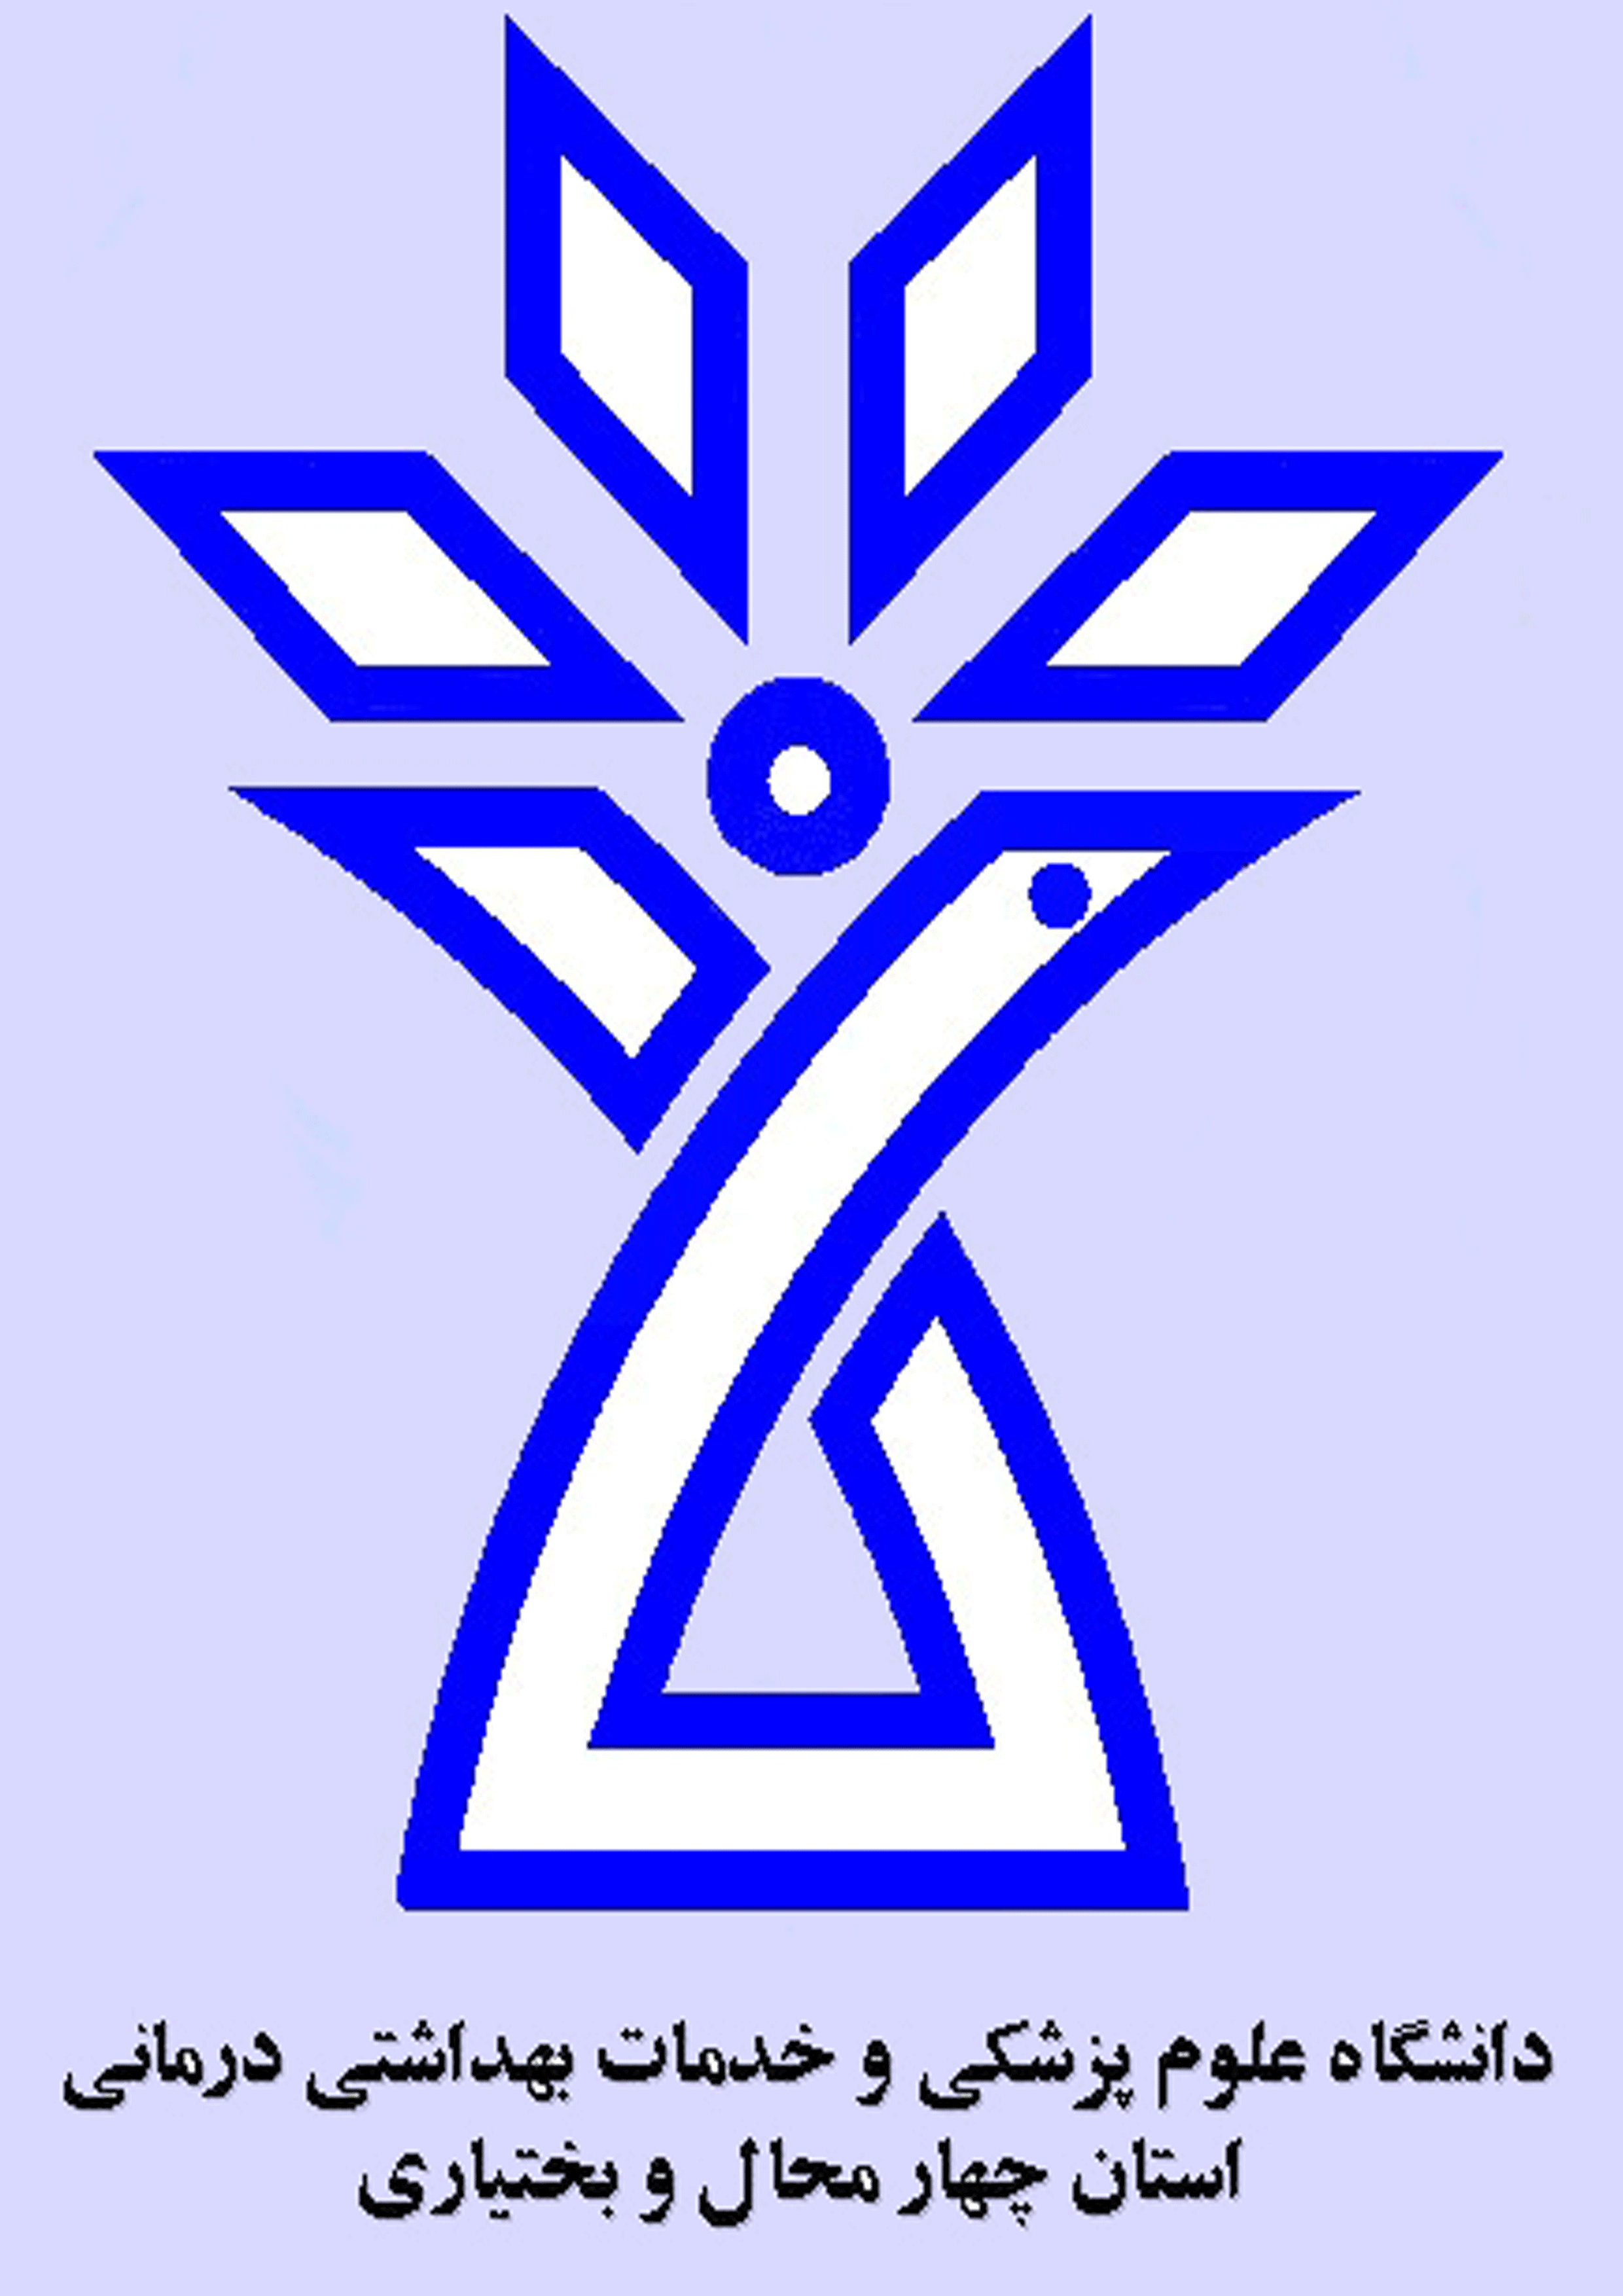 دانشگاه علوم پزشکی و خدمات بهداشتی درمانی
استان چهار محال و بختیاری